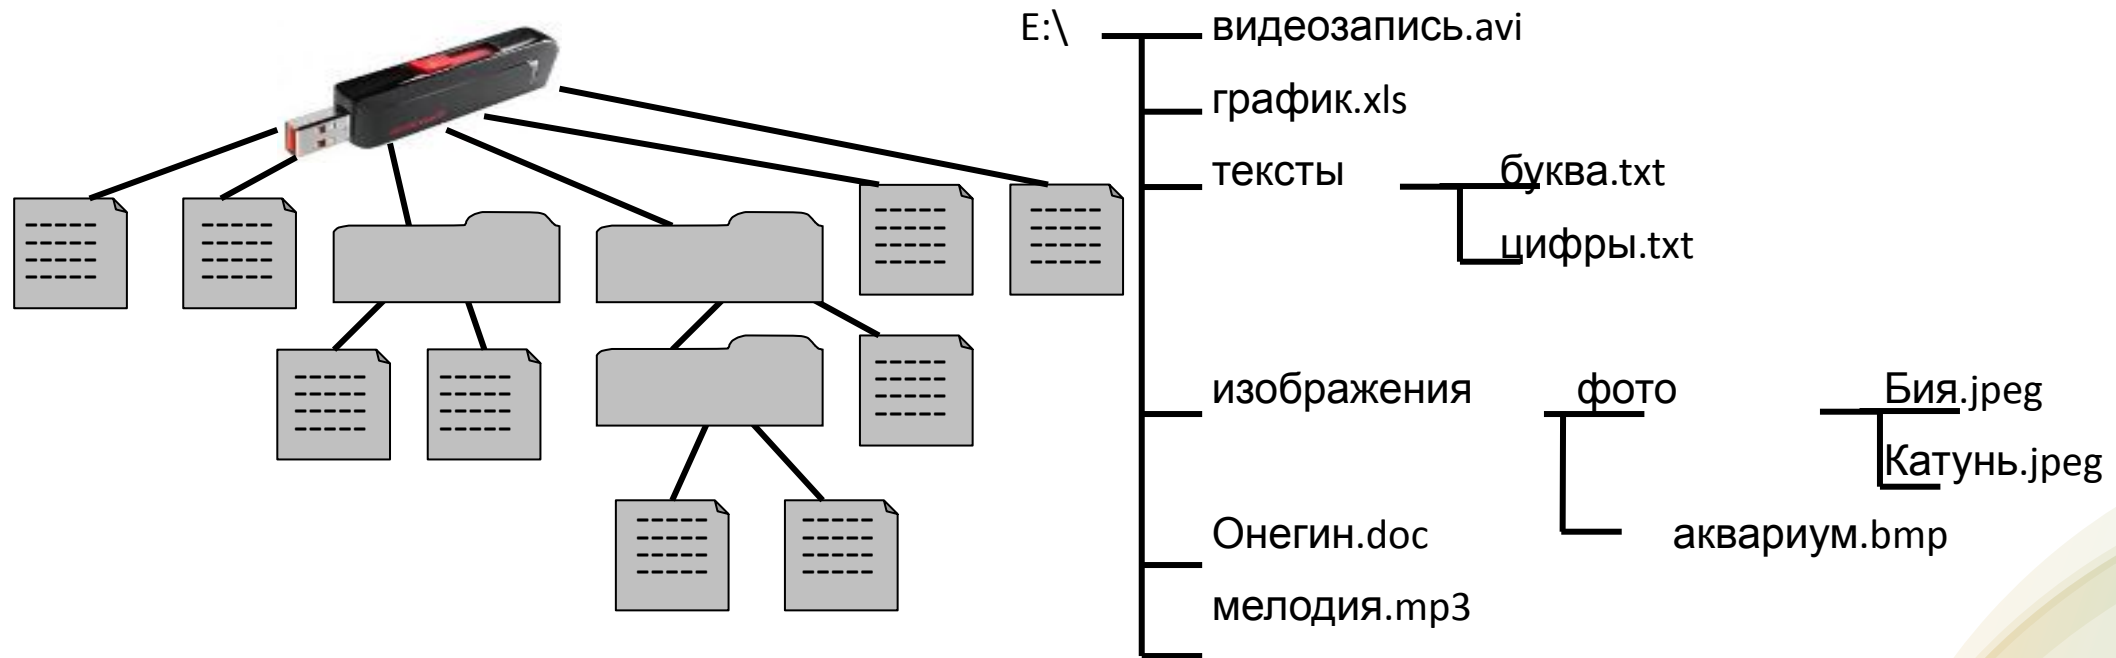 E:\ видеозапись.avi
график.xls
тексты буква.txt
цифры.txt
изображения фото Бия.jpeg
Катунь.jpeg
Онегин.doc аквариум.bmp
мелодия.mp3